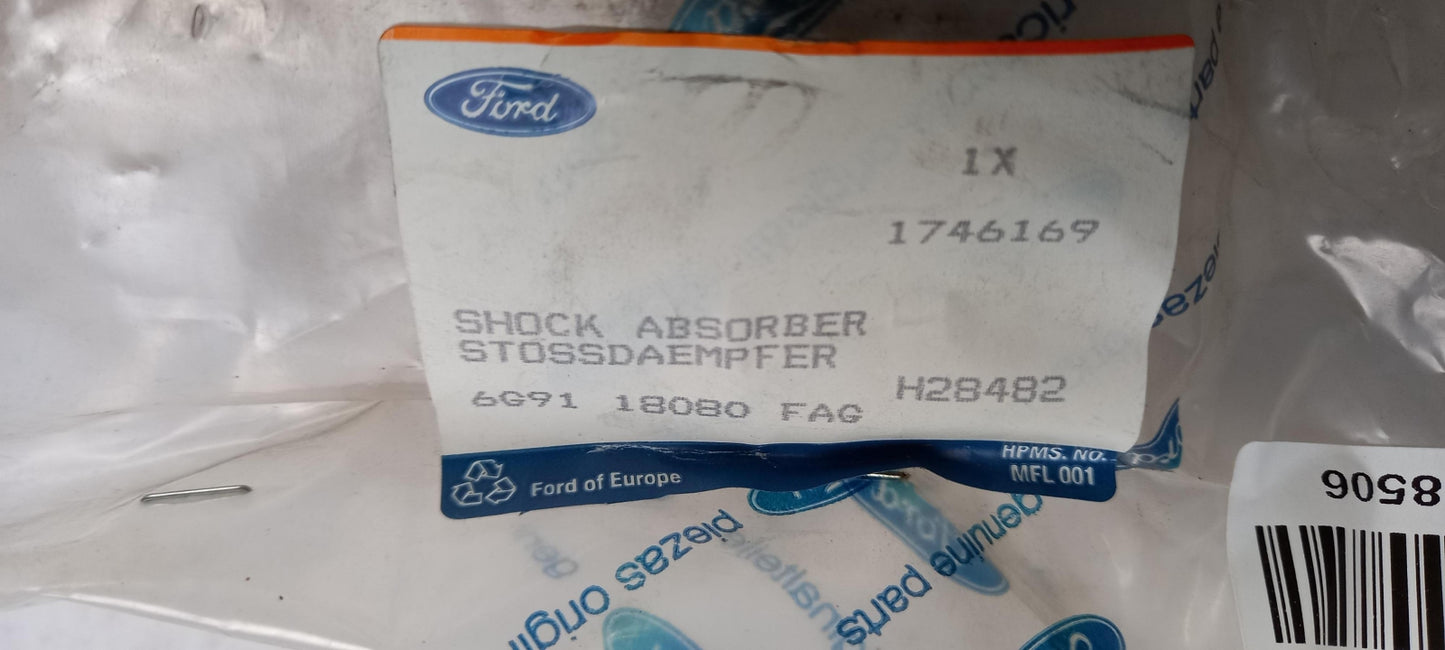 Ford
1X
1746169
SHOCK ABSORBER
STOSSDAEMPFER
6G91 18080 FAG
H28482
Ford of Europe
HPMS. NO.
MFL 001
8506
piezas
genuine parts